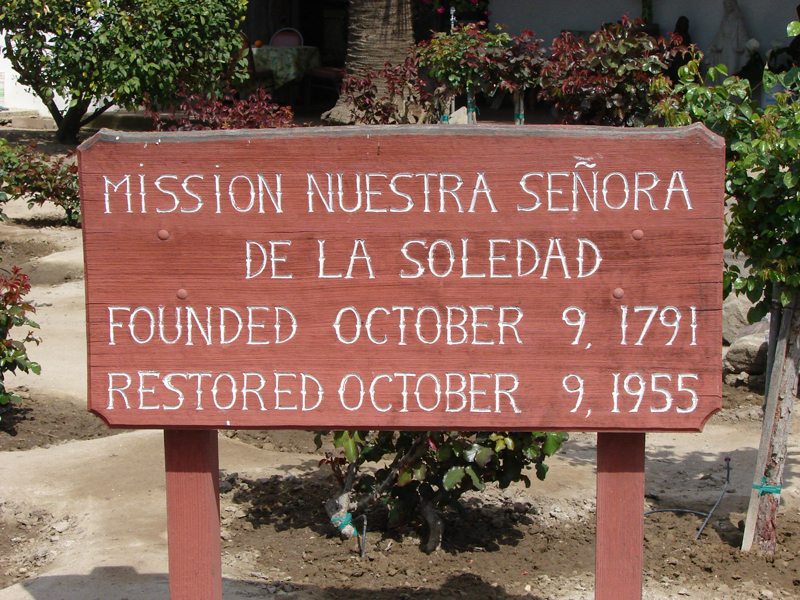 MISSION NUESTRA SEÑORA
DE LA SOLEDAD
FOUNDED OCTOBER 9, 1791
RESTORED OCTOBER 9, 1955